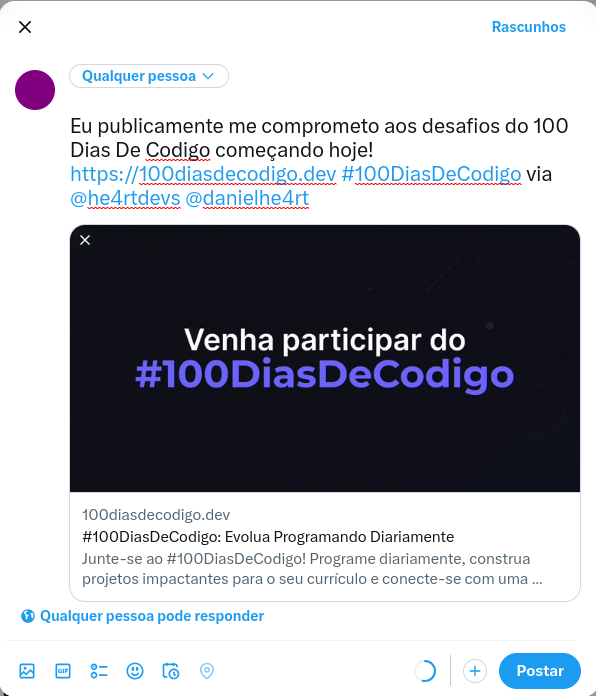 Rascunhos
Qualquer pessoa
Eu publicamente me comprometo aos desafios do 100
Dias De Codigo começando hoje!
https://100diasdecodigo.dev #100DiasDeCodigo via
@he4rtdevs @danielhe4rt
Venha participar do
#100DiasDeCodigo
100diasdecodigo.dev
#100DiasDeCodigo: Evolua Programando Diariamente
Junte-se ao #100DiasDeCodigo! Programe diariamente, construa
projetos impactantes para o seu currículo e conecte-se com uma ...
Qualquer pessoa pode responder
GIF
Postar